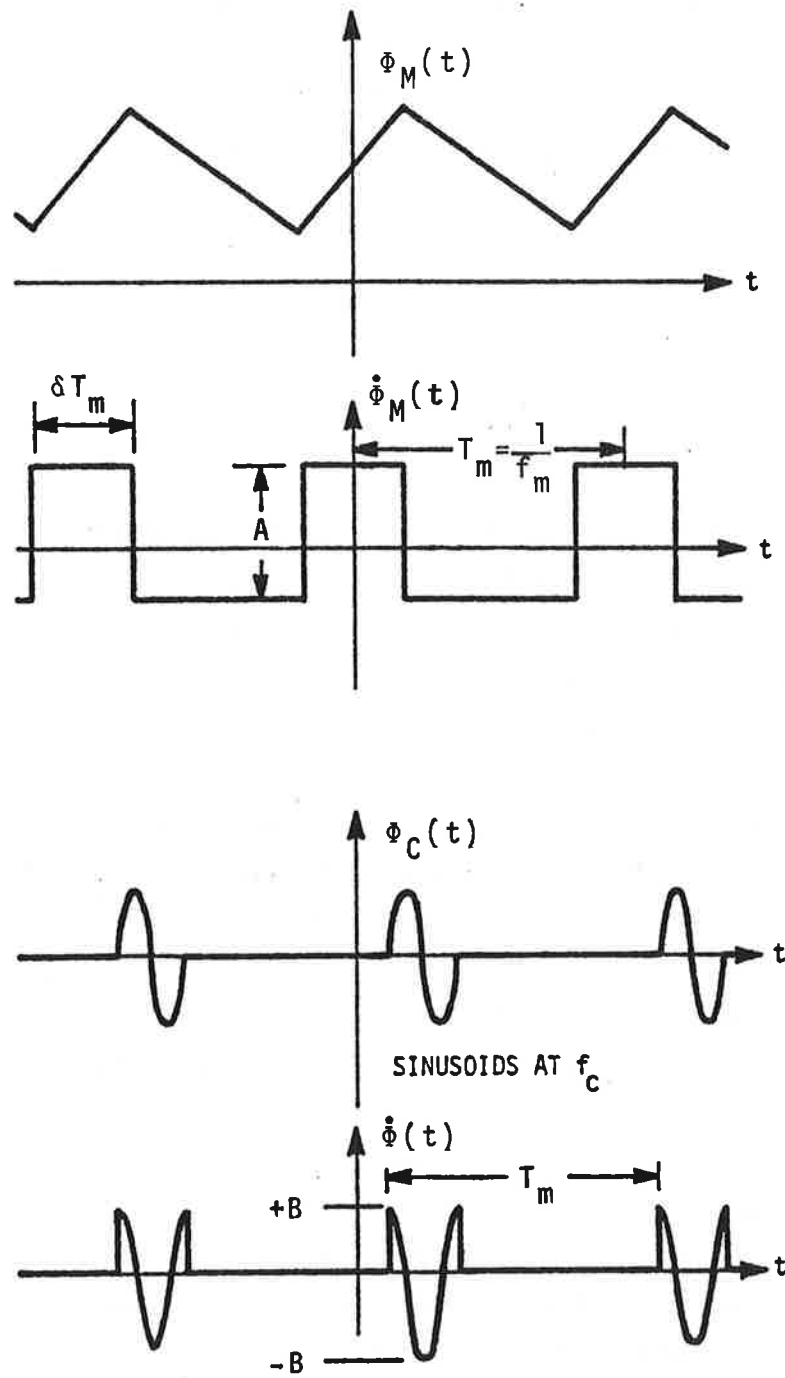 Φ_M(t)
t
δT_m
Φ̇_M(t)
T_m = 1/f_m
A
t
Φ_C(t)
t
SINUSOIDS AT f_c
Φ̇(t)
T_m
+B
t
-B